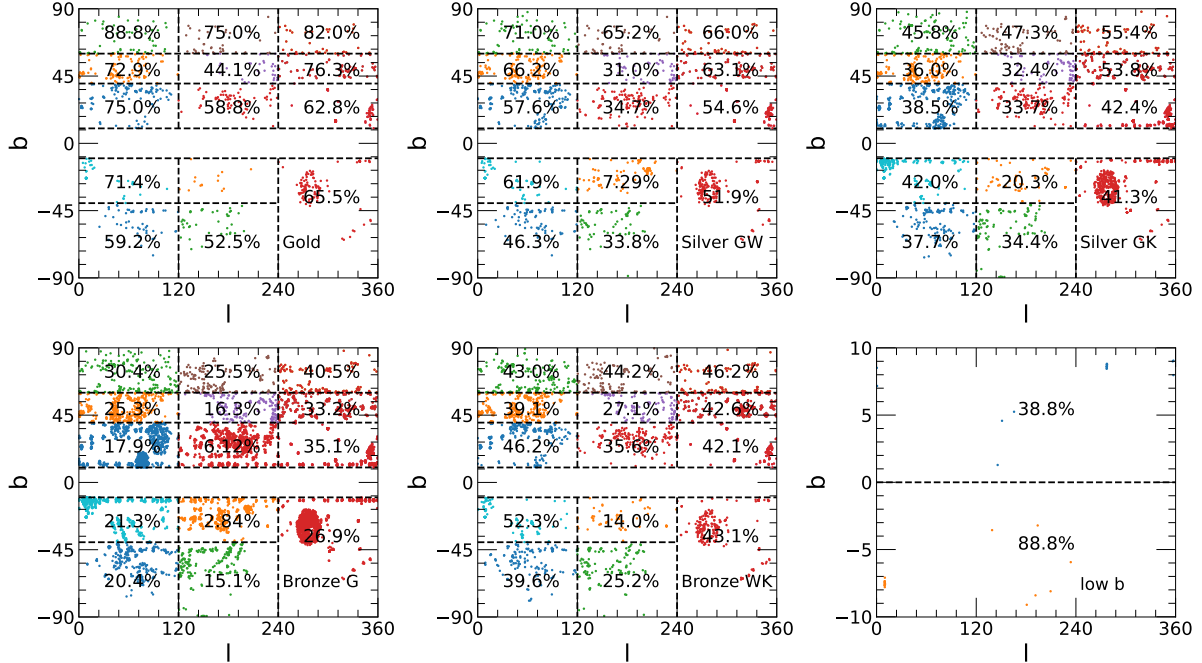 90
45
0
−45
−90
b
88.8% 75.0% 82.0%
72.9% 44.1% 76.3%
75.0% 58.8% 62.8%
71.4% 65.5%
59.2% 52.5% Gold
0 120 240 360
l
90
45
0
−45
−90
b
71.0% 65.2% 66.0%
66.2% 31.0% 63.1%
57.6% 34.7% 54.6%
61.9% 7.29% 51.9%
46.3% 33.8% Silver GW
0 120 240 360
l
90
45
0
−45
−90
b
45.8% 47.3% 55.4%
36.0% 32.4% 53.8%
38.5% 33.7% 42.4%
42.0% 20.3% 41.3%
37.7% 34.4% Silver GK
0 120 240 360
l
90
45
0
−45
−90
b
30.4% 25.5% 40.5%
25.3% 16.3% 33.2%
17.9% 6.12% 35.1%
21.3% 2.84% 26.9%
20.4% 15.1% Bronze G
0 120 240 360
l
90
45
0
−45
−90
b
43.0% 44.2% 46.2%
39.1% 27.1% 42.6%
46.2% 35.6% 42.1%
52.3% 14.0% 43.1%
39.6% 25.2% Bronze WK
0 120 240 360
l
10
5
0
−5
−10
b
38.8%
88.8%
low b
0 120 240 360
l